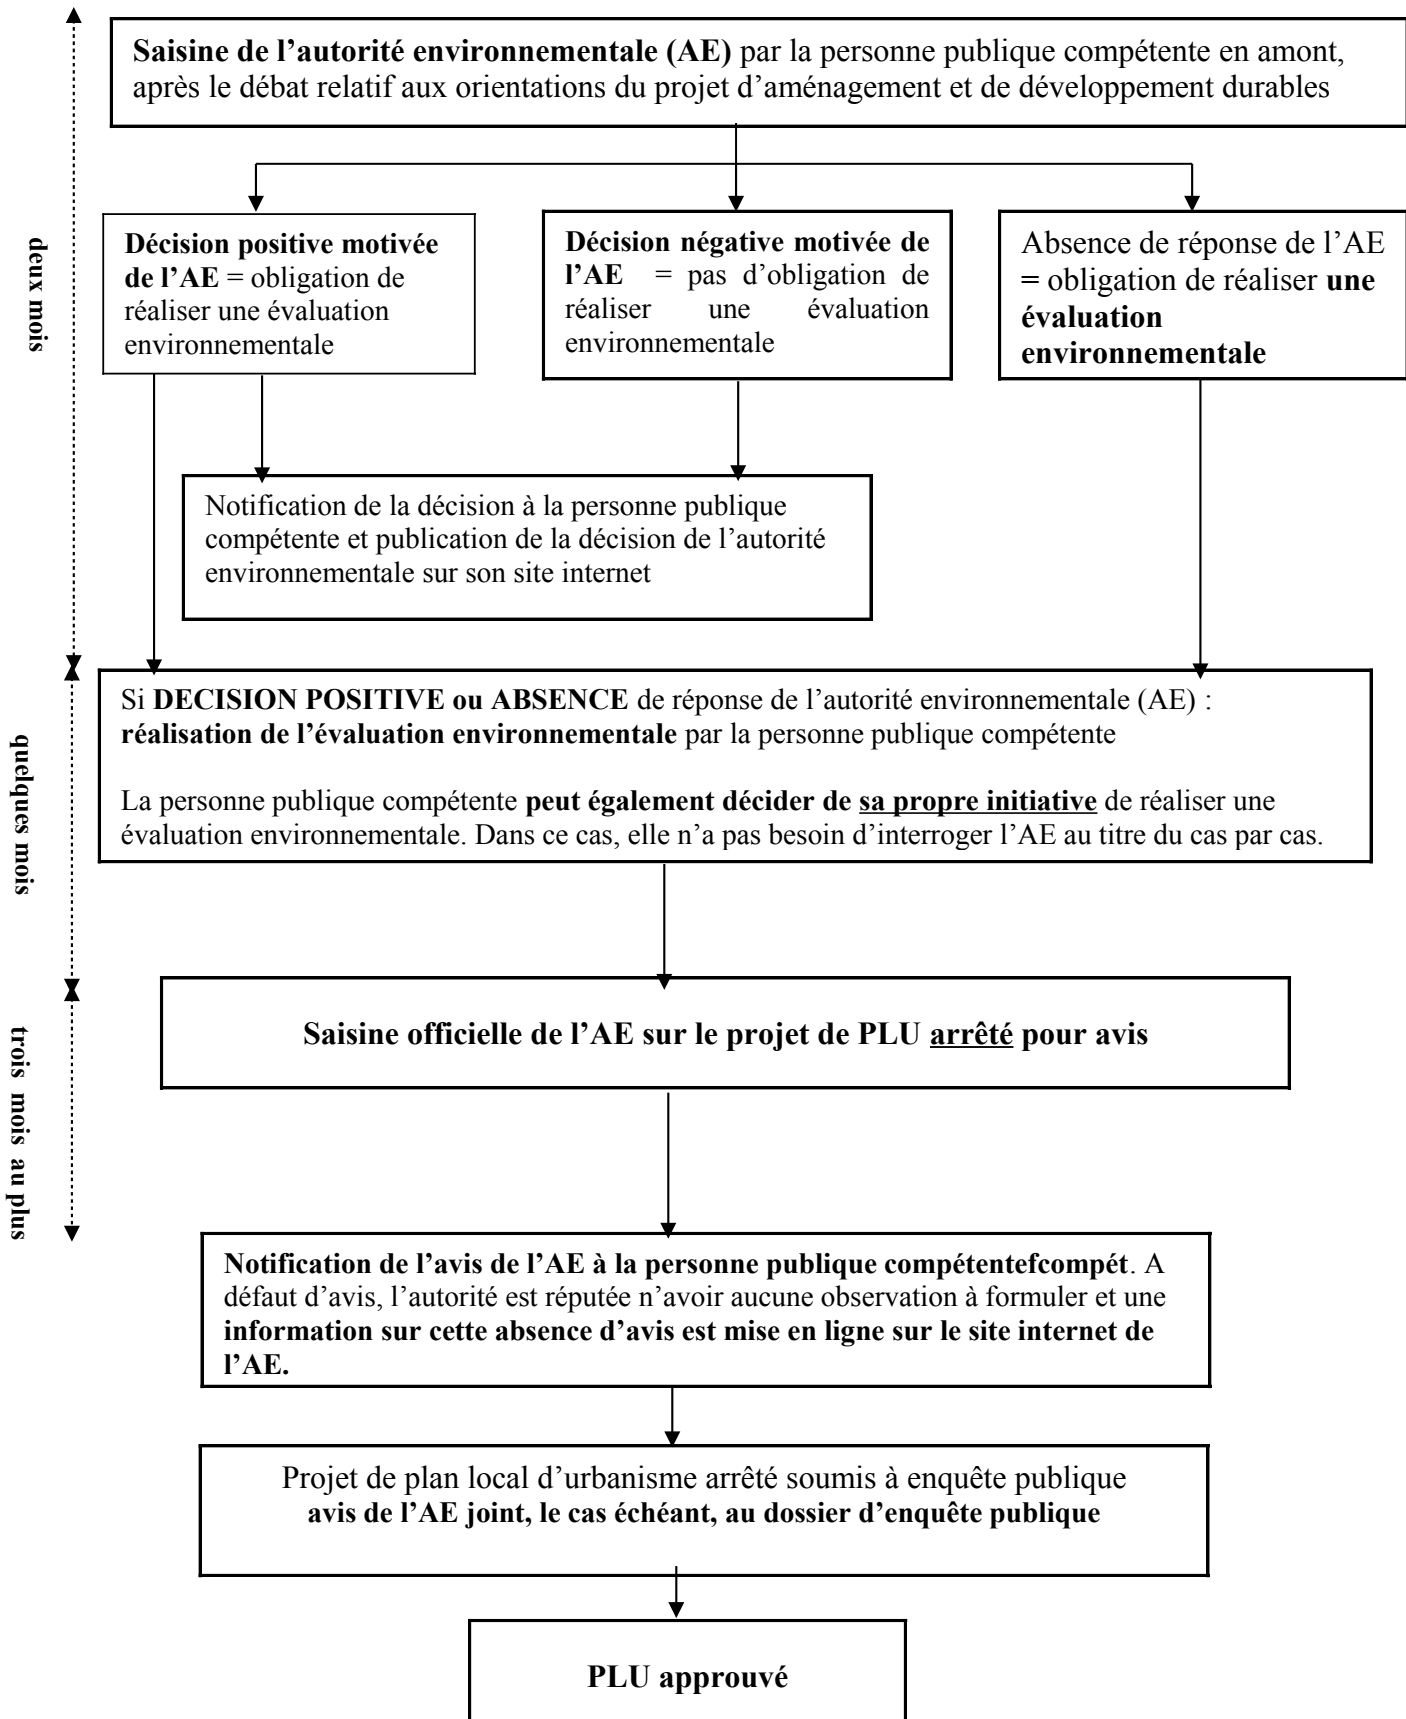 Saisine de l’autorité environnementale (AE) par la personne publique compétente en amont,
après le débat relatif aux orientations du projet d’aménagement et de développement durables
deux mois
Décision positive motivée
de l’AE = obligation de
réaliser une évaluation
environnementale
Décision négative motivée de
l’AE = pas d’obligation de
réaliser une évaluation
environnementale
Absence de réponse de l’AE
= obligation de réaliser une
évaluation
environnementale
Notification de la décision à la personne publique
compétente et publication de la décision de l’autorité
environnementale sur son site internet
quelques mois
Si DECISION POSITIVE ou ABSENCE de réponse de l’autorité environnementale (AE) :
réalisation de l’évaluation environnementale par la personne publique compétente
La personne publique compétente peut également décider de sa propre initiative de réaliser une
évaluation environnementale. Dans ce cas, elle n’a pas besoin d’interroger l’AE au titre du cas par cas.
trois mois au plus
Saisine officielle de l’AE sur le projet de PLU arrêté pour avis
Notification de l’avis de l’AE à la personne publique compétentefcompét. A
défaut d’avis, l’autorité est réputée n’avoir aucune observation à formuler et une
information sur cette absence d’avis est mise en ligne sur le site internet de
l’AE.
Projet de plan local d’urbanisme arrêté soumis à enquête publique
avis de l’AE joint, le cas échéant, au dossier d’enquête publique
PLU approuvé